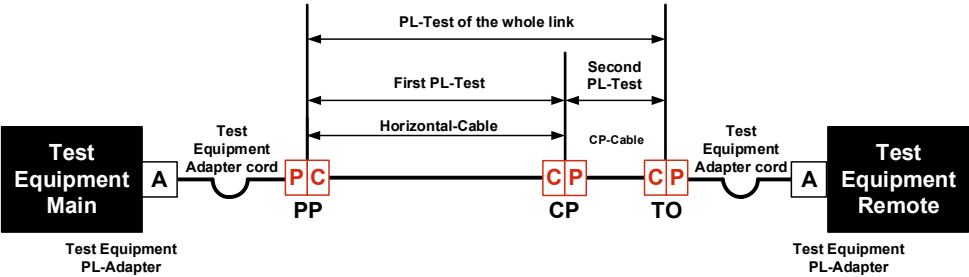 PL-Test of the whole link
First PL-Test
Second
PL-Test
Horizontal-Cable
CP-Cable
Test
Equipment
Main
A
Test
Equipment
Adapter cord
P C
PP
C P
CP
C P
TO
Test
Equipment
Adapter cord
A
Test
Equipment
Remote
Test Equipment
PL-Adapter
Test Equipment
PL-Adapter